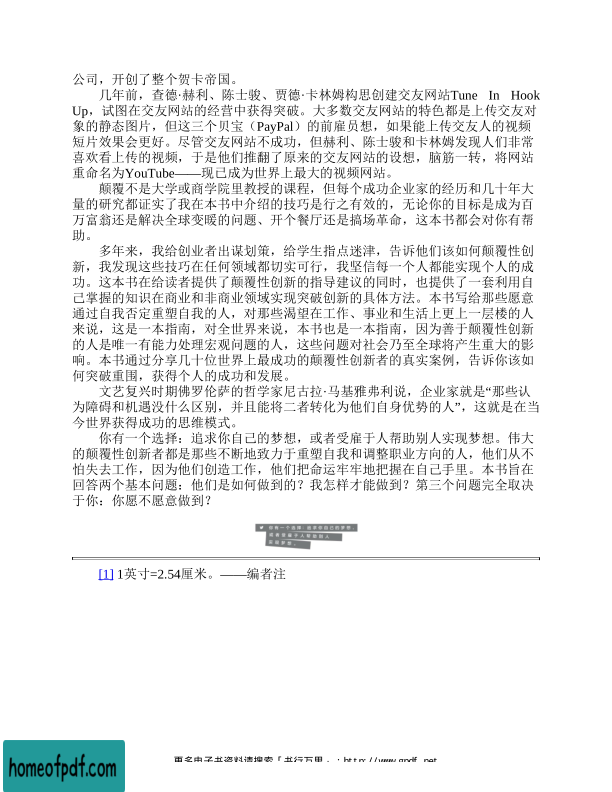 公司，开创了整个贺卡帝国。
几年前，查德·赫利、陈士骏、贾德·卡林姆构思创建交友网站Tune In Hook
Up，试图在交友网站的经营中获得突破。大多数交友网站的特色都是上传交友对
象的静态图片，但这三个贝宝（PayPal）的前雇员想，如果能上传交友人的视频
短片效果会更好。尽管交友网站不成功，但赫利、陈士骏和卡林姆发现人们非常
喜欢看上传的视频，于是他们推翻了原来的交友网站的设想，脑筋一转，将网站
重命名为YouTube——现已成为世界上最大的视频网站。
颠覆不是大学或商学院里教授的课程，但每个成功企业家的经历和几十年大
量的研究都证实了我在本书中介绍的技巧是行之有效的，无论你的目标是成为百
万富翁还是解决全球变暖的问题、开个餐厅还是搞场革命，这本书都会对你有帮
助。
多年来，我给创业者出谋划策，给学生指点迷津，告诉他们该如何颠覆性创
新，我发现这些技巧在任何领域都切实可行，我坚信每一个人都能实现个人的成
功。这本书在给读者提供了颠覆性创新的指导建议的同时，也提供了一套利用自
己掌握的知识在商业和非商业领域实现突破创新的具体方法。本书写给那些愿意
通过自我否定重塑自我的人，对那些渴望在工作、事业和生活上更上一层楼的人
来说，这是一本指南，对全世界来说，本书也是一本指南，因为善于颠覆性创新
的人是唯一有能力处理宏观问题的人，这些问题对社会乃至全球将产生重大的影
响。本书通过分享几十位世界上最成功的颠覆性创新者的真实案例，告诉你该如
何突破重围，获得个人的成功和发展。
文艺复兴时期佛罗伦萨的哲学家尼古拉·马基雅弗利说，企业家就是“那些认
为障碍和机遇没什么区别，并且能将二者转化为他们自身优势的人”，这就是在当
今世界获得成功的思维模式。
你有一个选择：追求你自己的梦想，或者受雇于人帮助别人实现梦想。伟大
的颠覆性创新者都是那些不断地致力于重塑自我和调整职业方向的人，他们从不
怕失去工作，因为他们创造工作，他们把命运牢牢地把握在自己手里。本书旨在
回答两个基本问题：他们是如何做到的？我怎样才能做到？第三个问题完全取决
于你：你愿不愿意做到？
你有一个选择：追求你自己的梦想，
或者受雇于人帮助别人
实现梦想。
[1] 1英寸=2.54厘米。——编者注
更多电子书资料请搜索「书行万里」：http://www.gpdf.net
homeofpdf.com